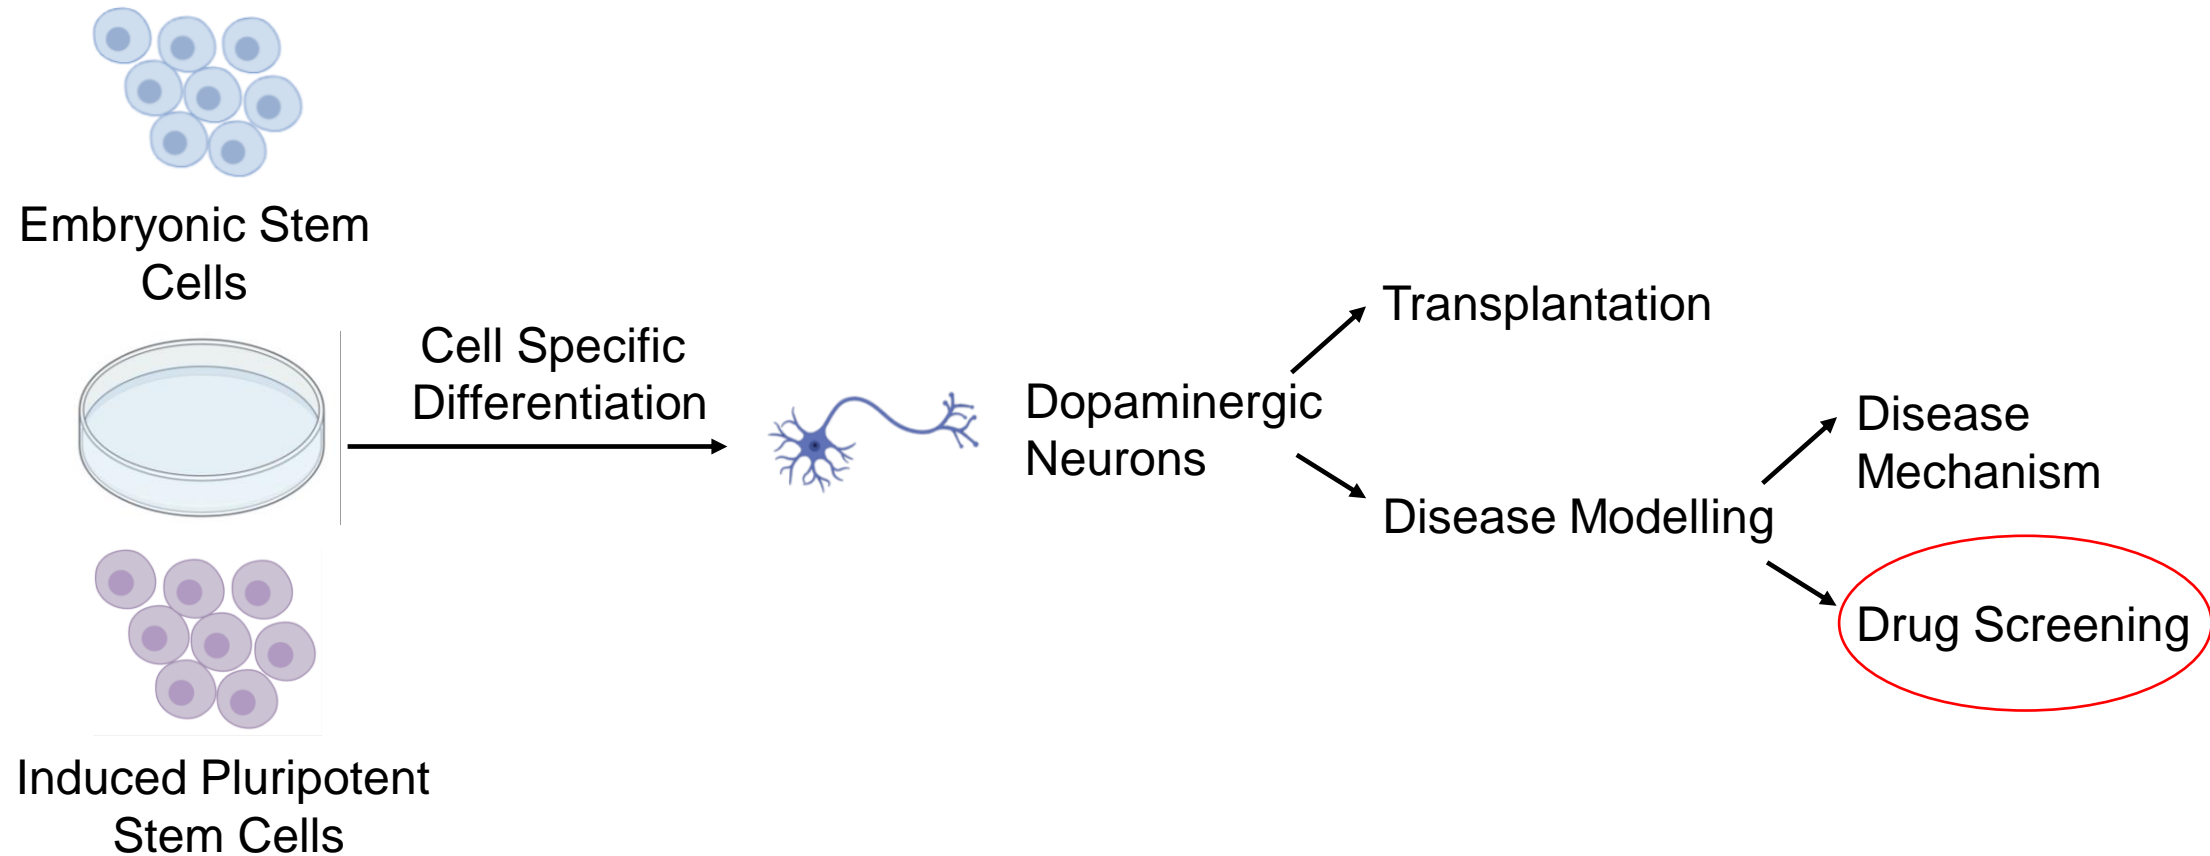 Embryonic Stem
Cells
Cell Specific
Differentiation
Dopaminergic
Neurons
Transplantation
Disease Modelling
Disease
Mechanism
Drug Screening
Induced Pluripotent
Stem Cells